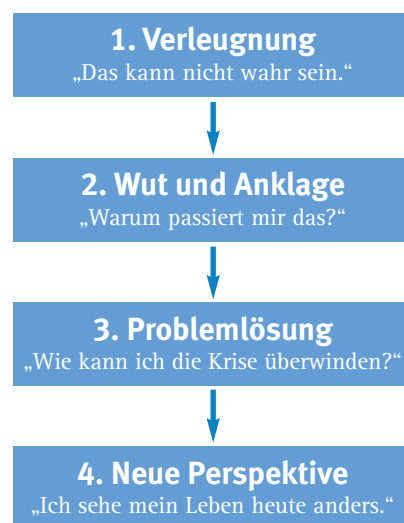 1. Verleugnung
„Das kann nicht wahr sein.“
2. Wut und Anklage
„Warum passiert mir das?“
3. Problemlösung
„Wie kann ich die Krise überwinden?“
4. Neue Perspektive
„Ich sehe mein Leben heute anders.“